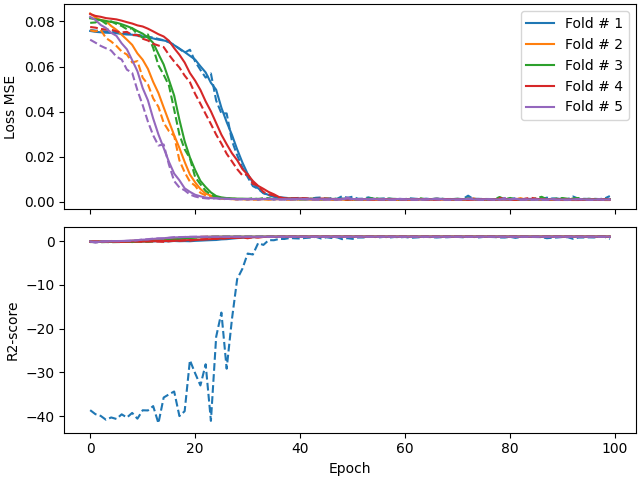 0.08
0.06
0.04
0.02
0.00
Loss MSE
Fold # 1
Fold # 2
Fold # 3
Fold # 4
Fold # 5
0
−10
−20
−30
−40
R2-score
0 20 40 60 80 100
Epoch